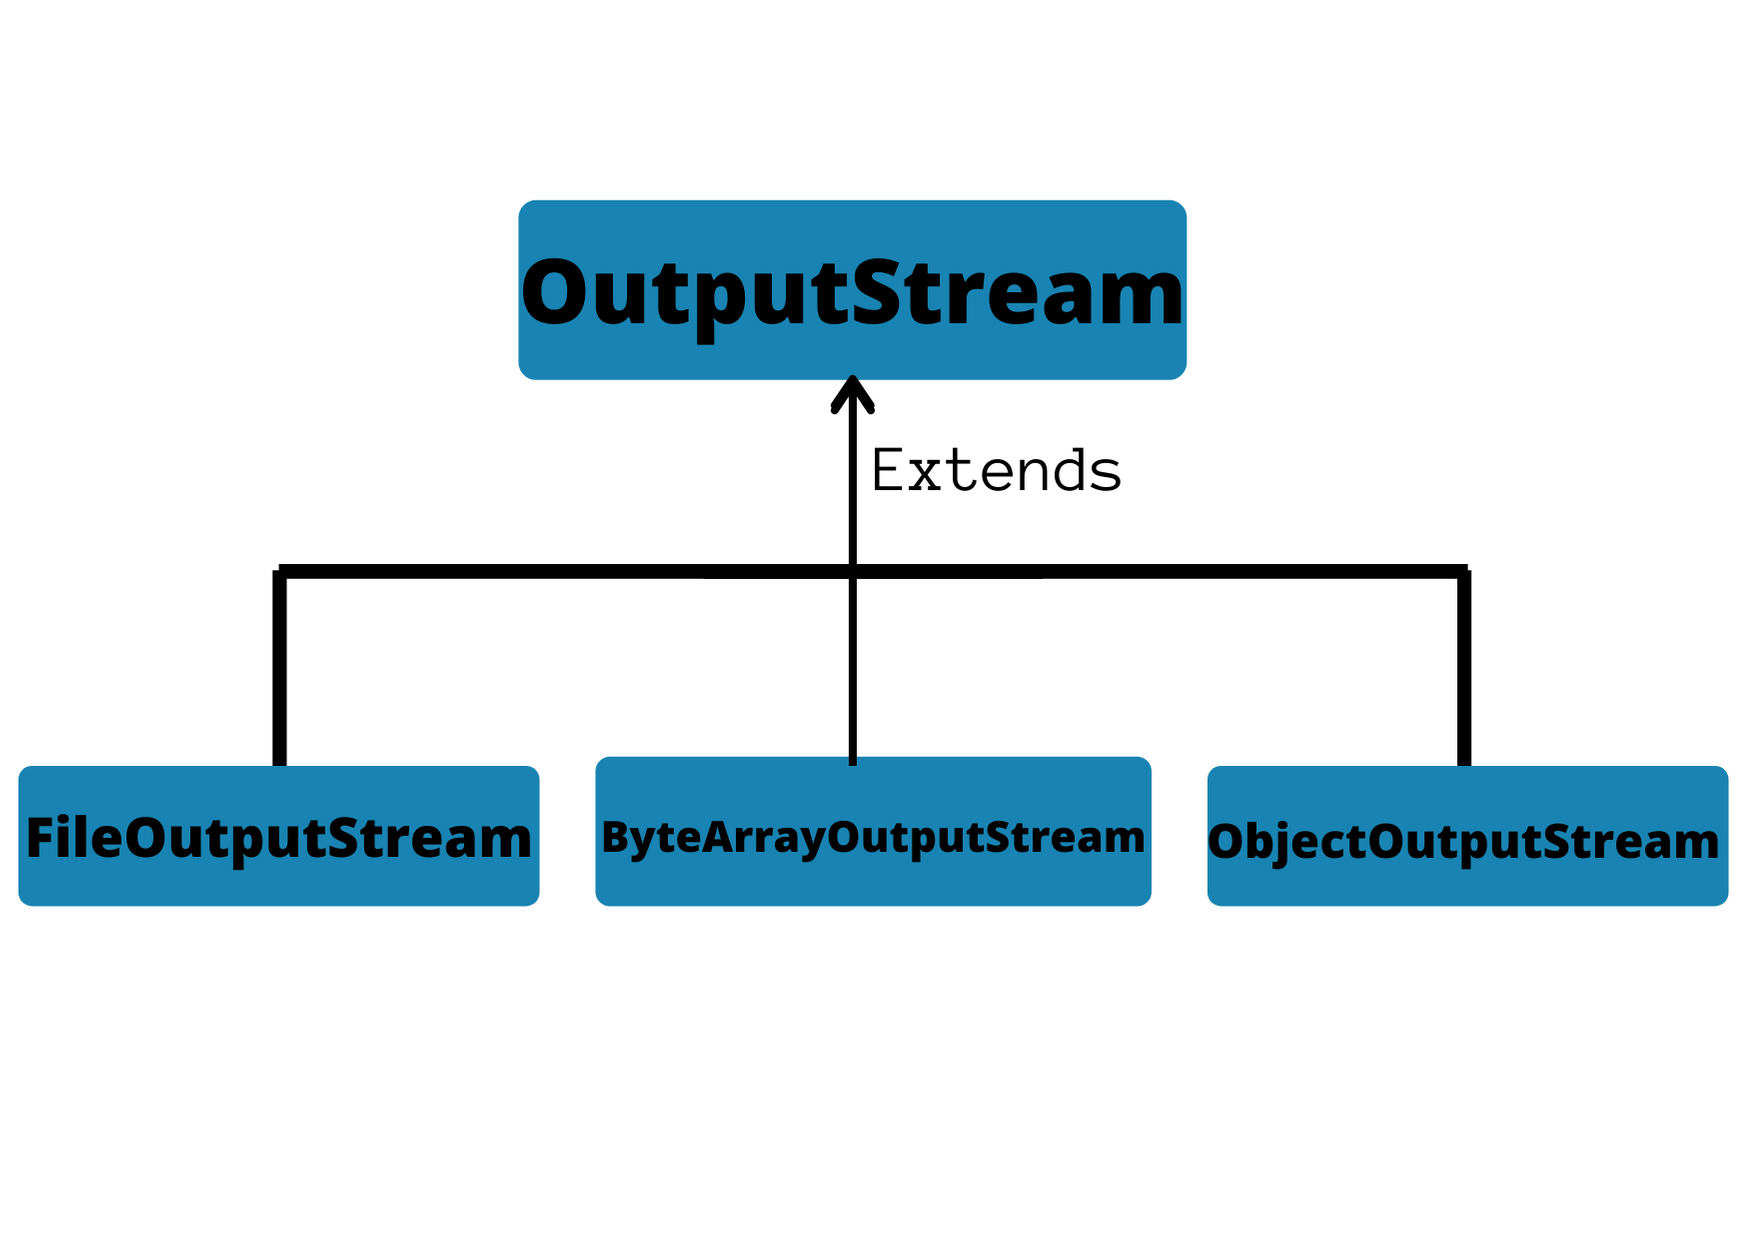 OutputStream
Extends
FileOutputStream
ByteArrayOutputStream
ObjectOutputStream